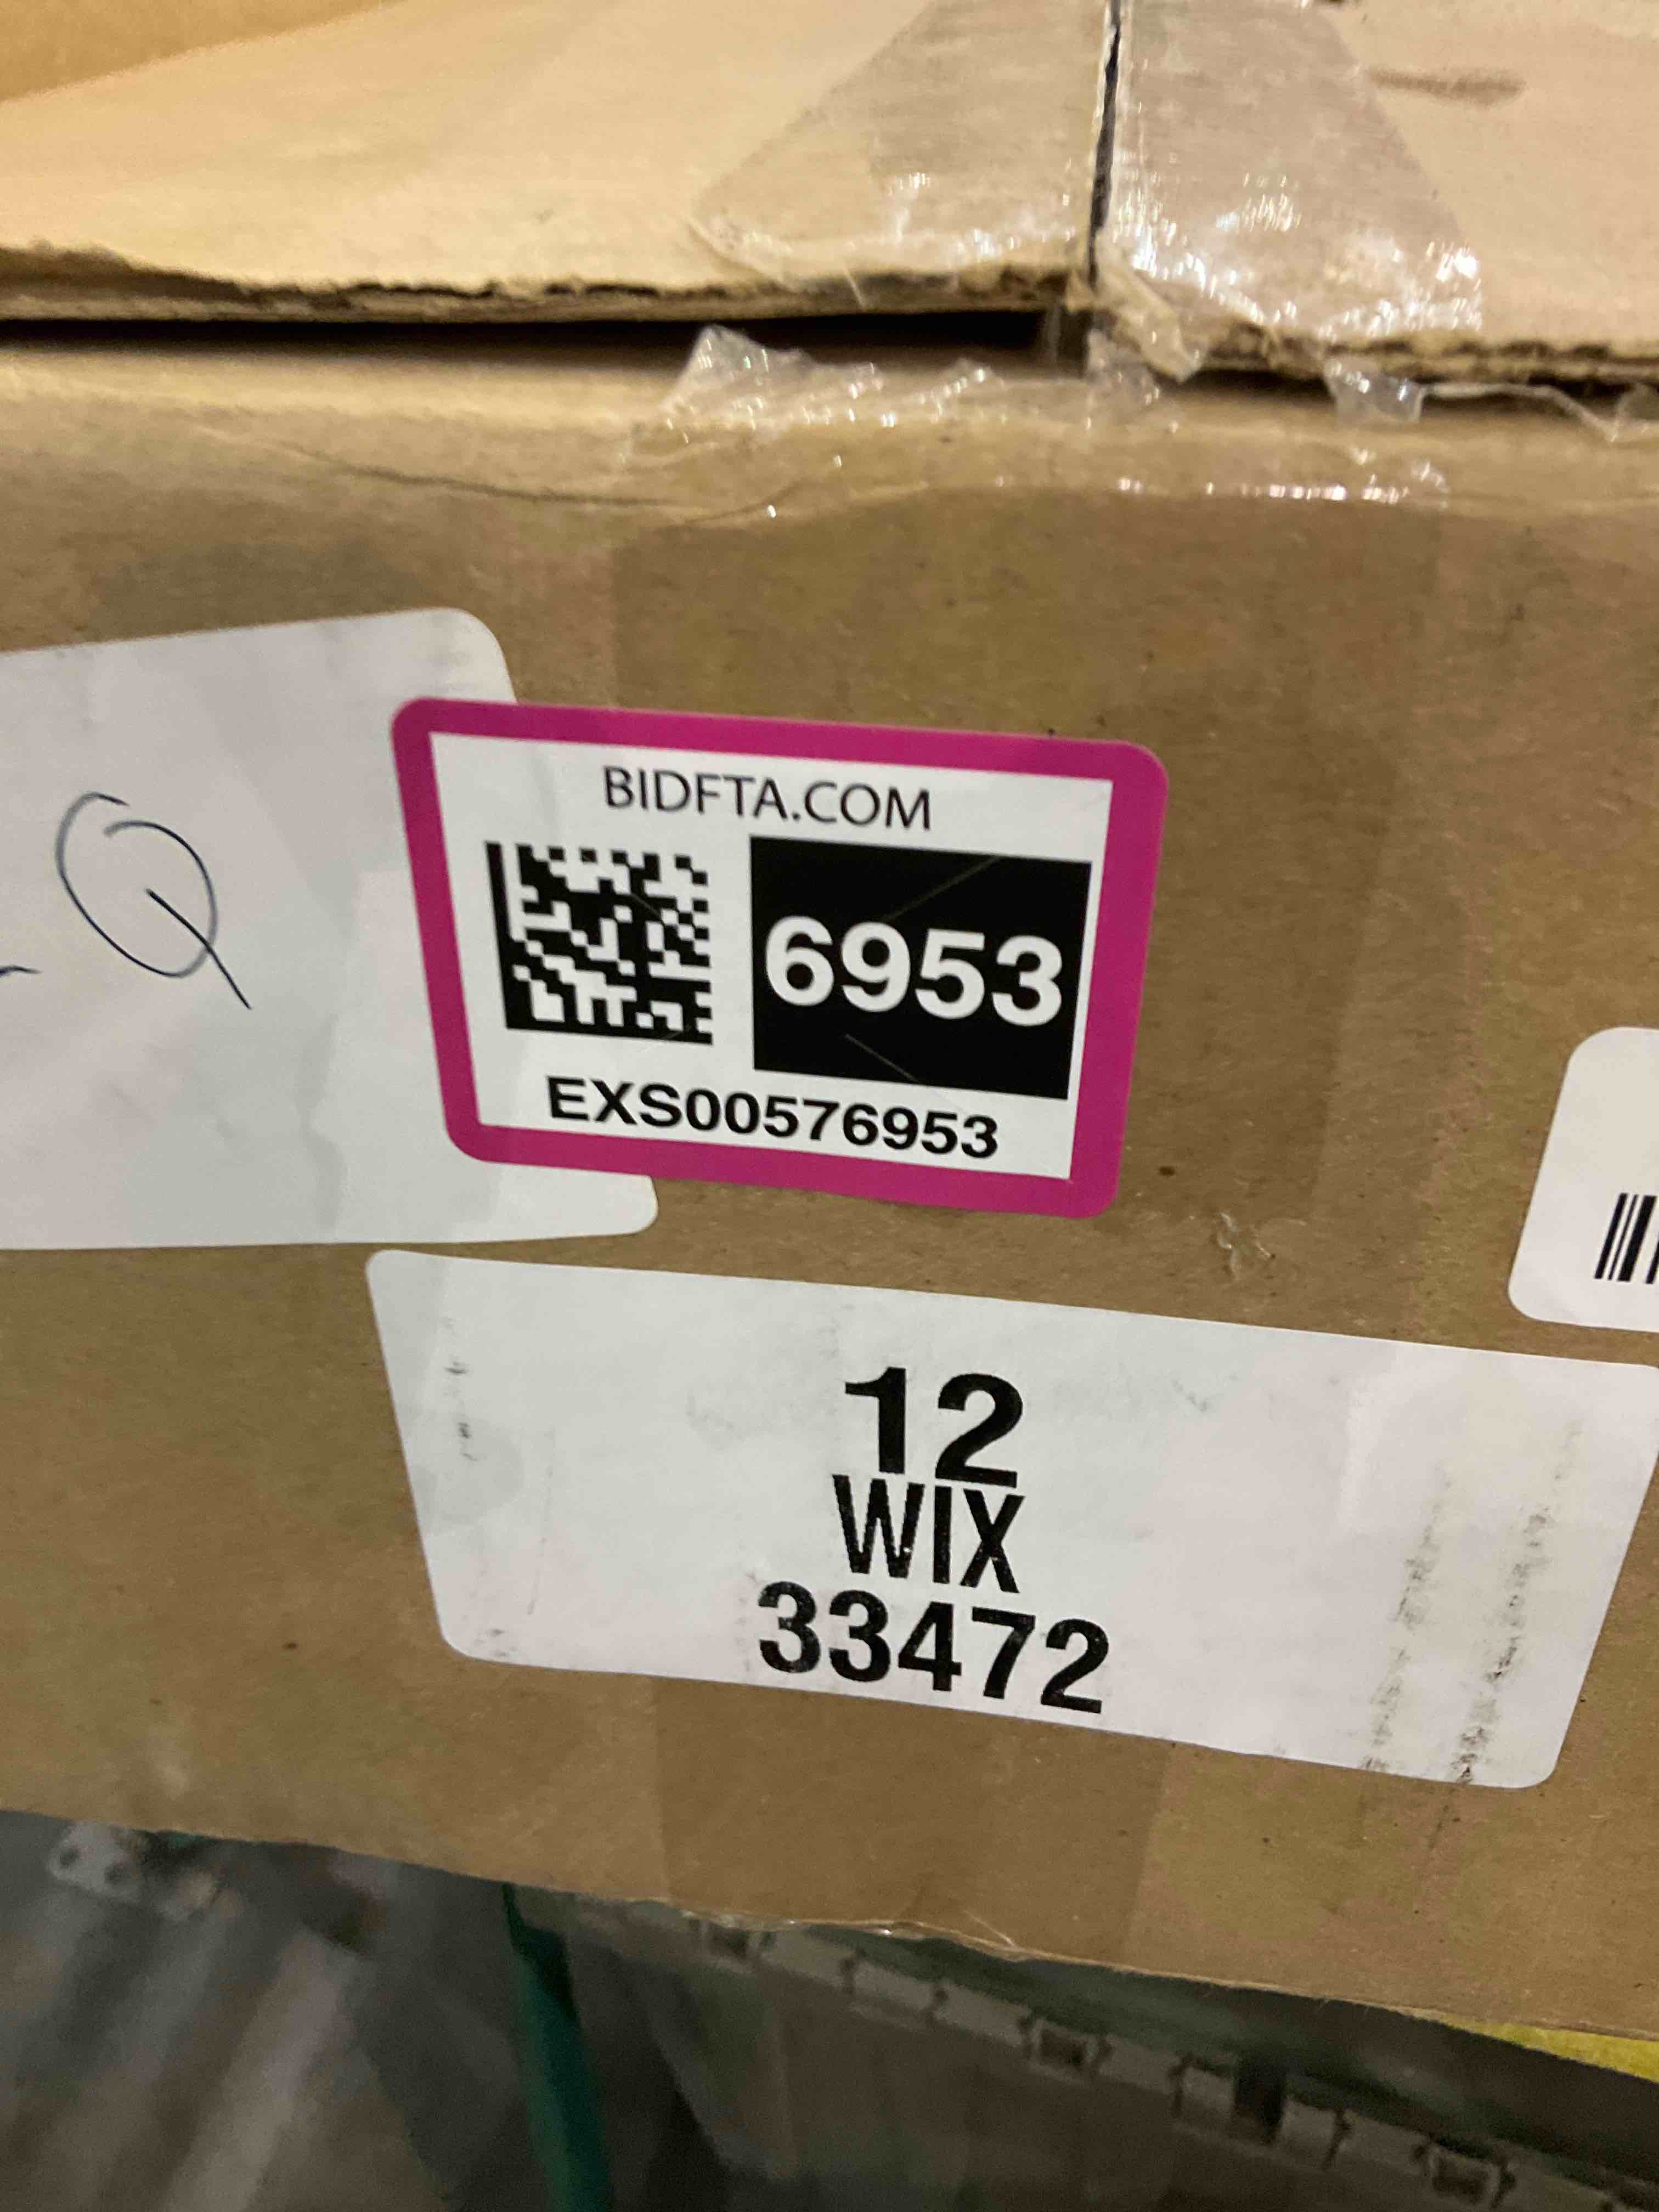 Q
BIDFTA.COM
6953
EXS00576953
12
WIX
33472